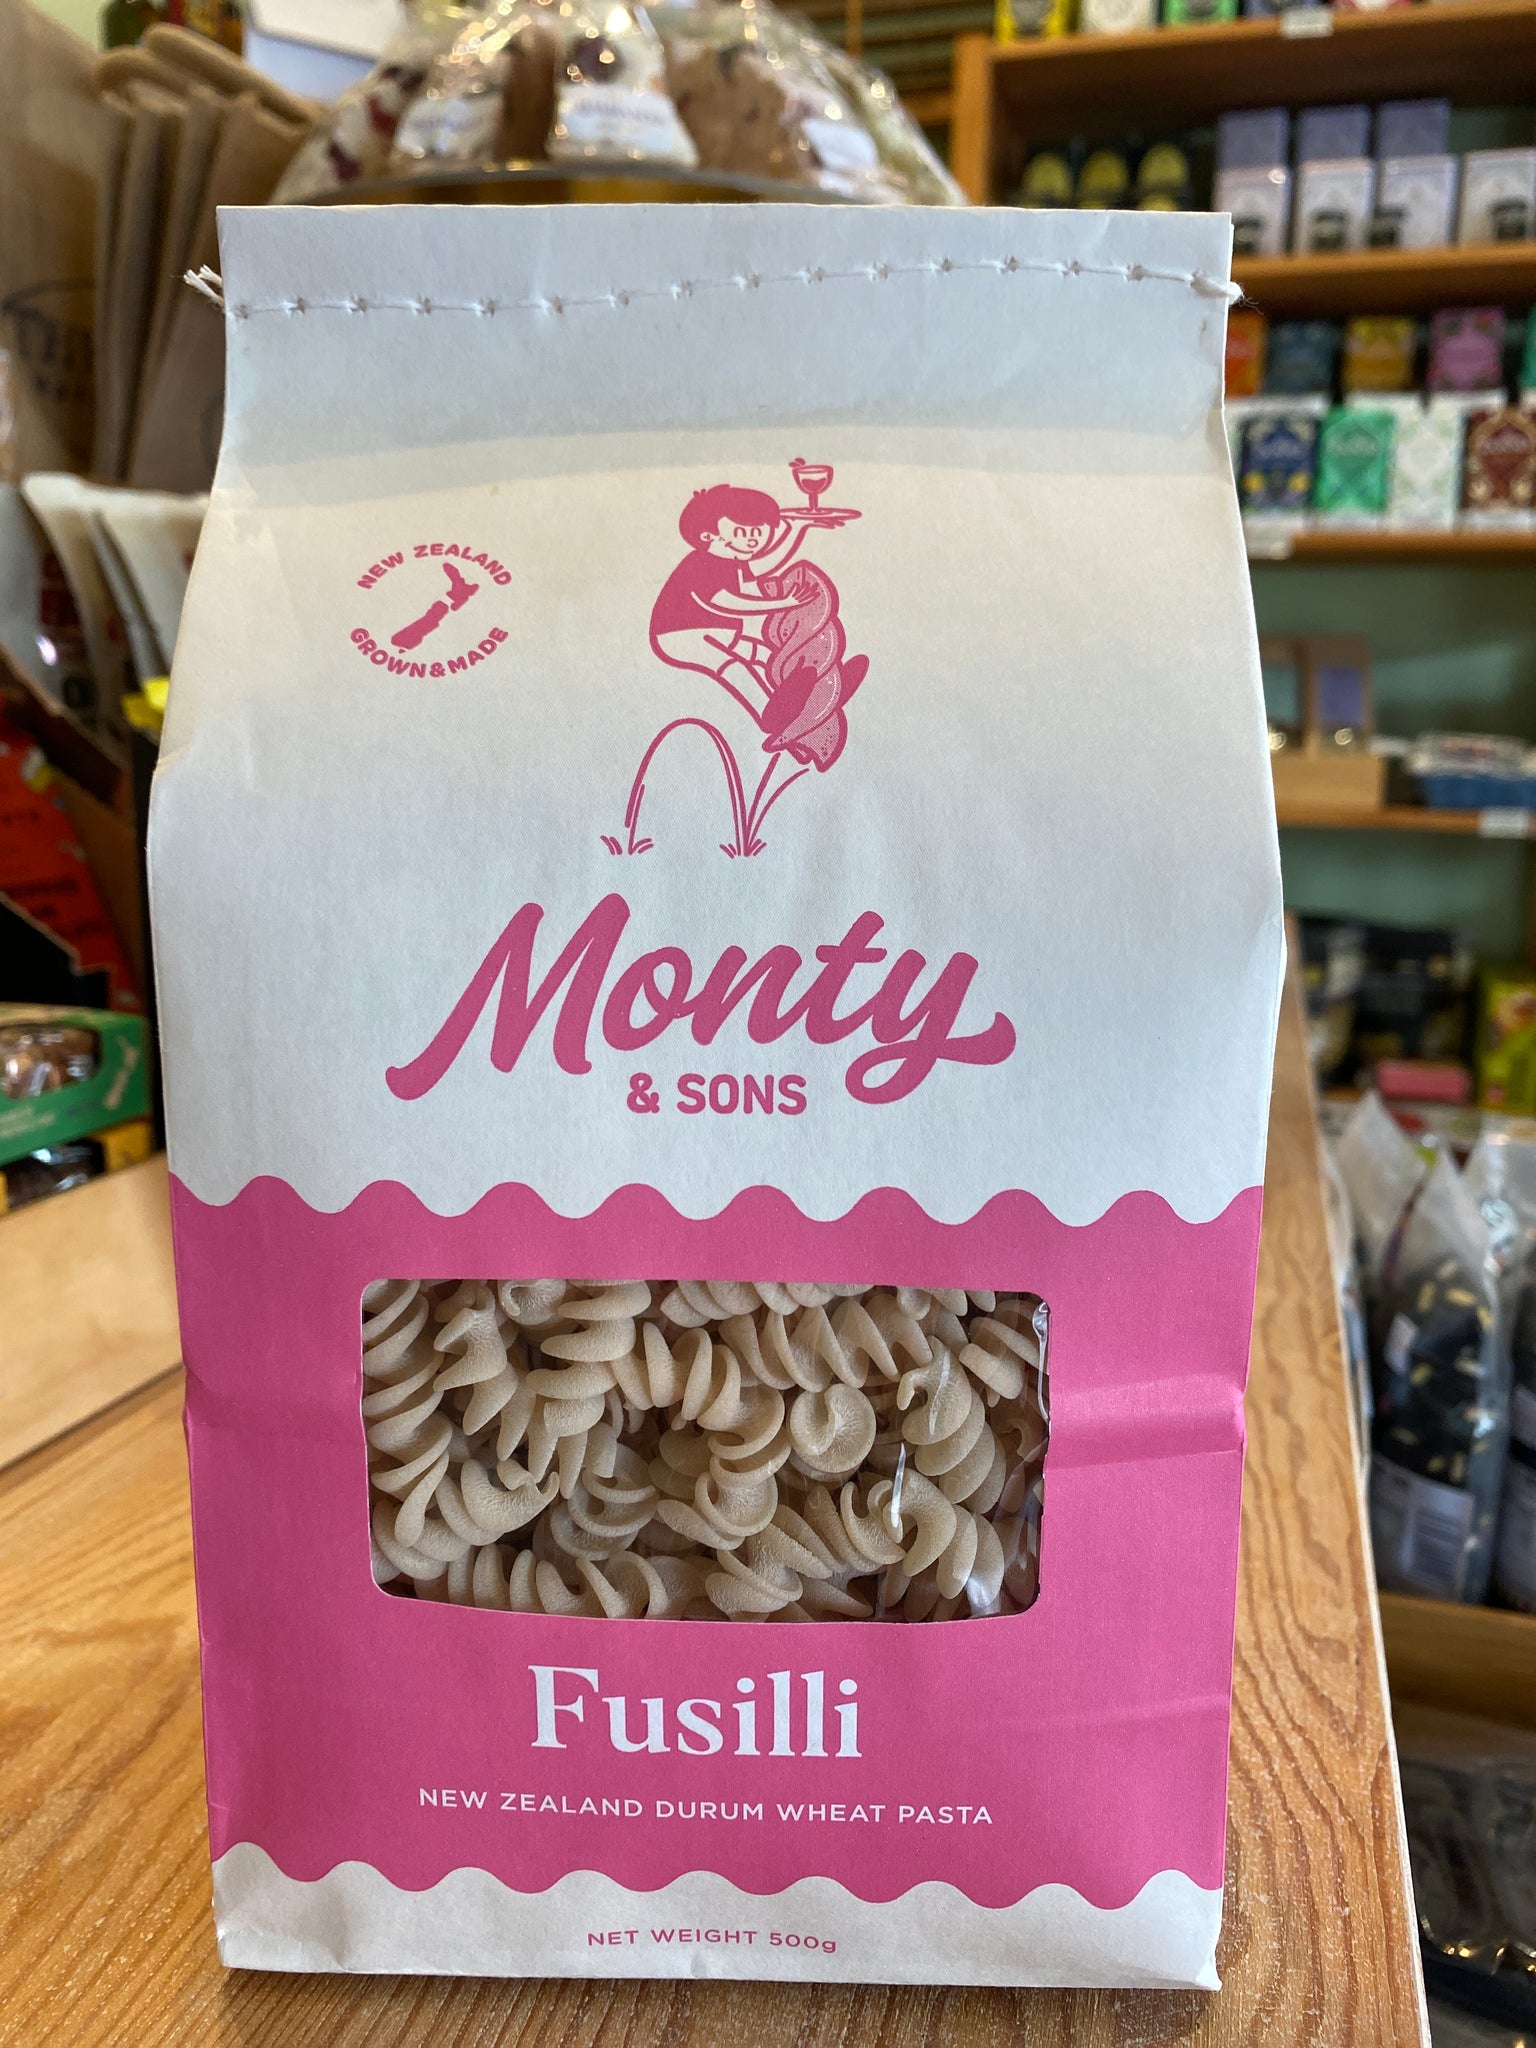 NEW ZEALAND
GROWN & MADE
Monty
& SONS
Fusilli
NEW ZEALAND DURUM WHEAT PASTA
NET WEIGHT 500g